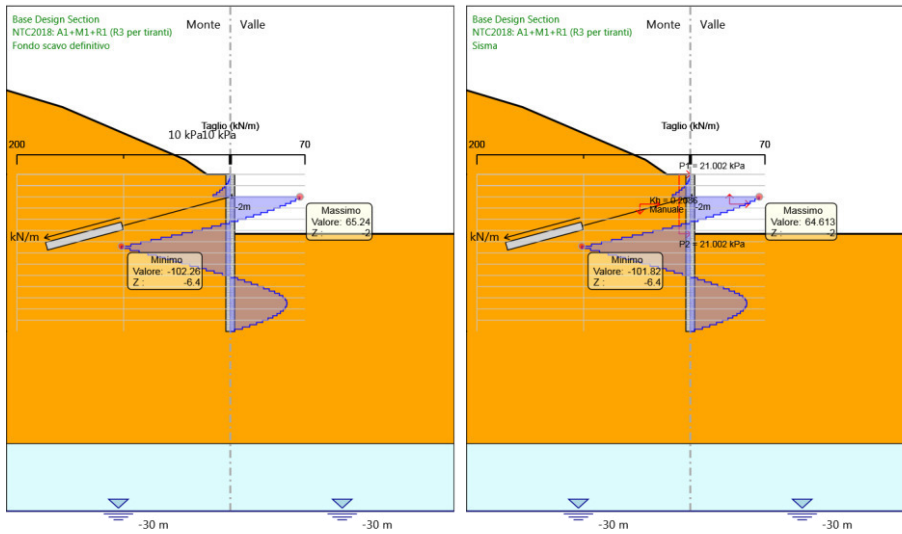 Base Design Section
NTC2018: A1+M1+R1 (R3 per tiranti)
Fondo scavo definitivo
Monte
Valle
Taglio (kN/m)
10 kPa10 kPa
200
70
-2m
kN/m
Massimo
Valore: 65.24
Z : -2
Minimo
Valore: -102.26
Z : -6.4
-30 m
-30 m
Base Design Section
NTC2018: A1+M1+R1 (R3 per tiranti)
Sisma
Monte
Valle
Taglio (kN/m)
200
70
P1 = 21.002 kPa
Manuale
-2m
kN/m
Massimo
Valore: 64.613
Z : -2
P2 = 21.002 kPa
Minimo
Valore: -101.82
Z : -6.4
-30 m
-30 m